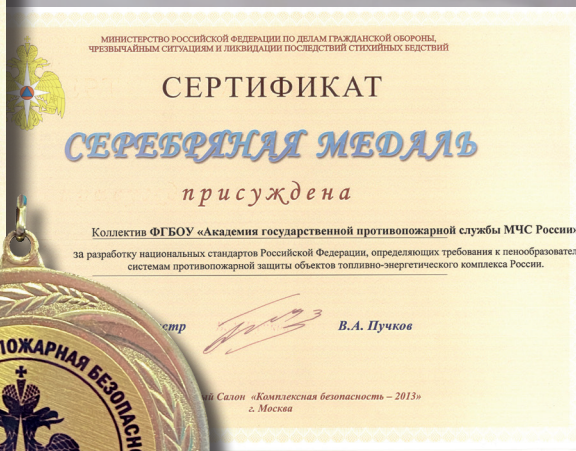 МИНИСТЕРСТВО РОССИЙСКОЙ ФЕДЕРАЦИИ ПО ДЕЛАМ ГРАЖДАНСКОЙ ОБОРОНЫ,
ЧРЕЗВЫЧАЙНЫМ СИТУАЦИЯМ И ЛИКВИДАЦИИ ПОСЛЕДСТВИЙ СТИХИЙНЫХ БЕДСТВИЙ
СЕРТИФИКАТ
СЕРЕБРЯНАЯ МЕДАЛЬ
присуждена
Коллектив ФГБОУ «Академия государственной противопожарной службы МЧС России»
за разработку национальных стандартов Российской Федерации, определяющих требования к пенообразовател
системам противопожарной защиты объектов топливно-энергетического комплекса России.
стр В.А. Пучков
й Салон «Комплексная безопасность – 2013»
г. Москва
ПОЖАРНАЯ БЕЗОПАСНО